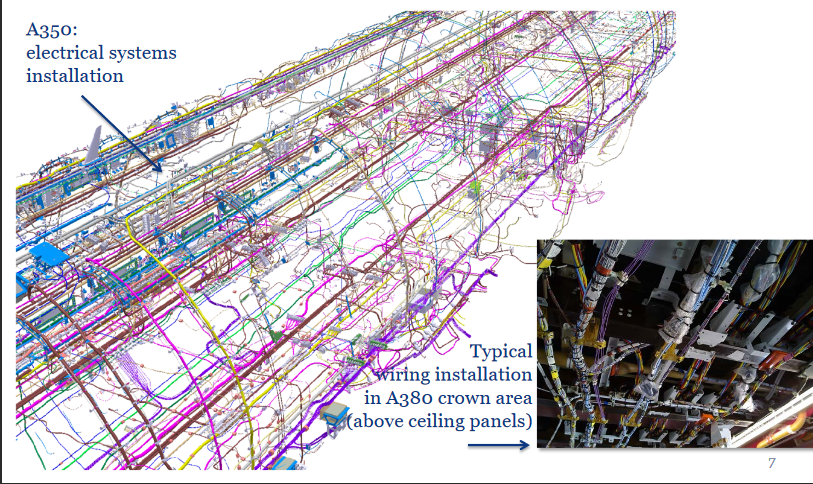 A350:
electrical systems
installation
Typical
wiring installation
in A380 crown area
(above ceiling panels)
7